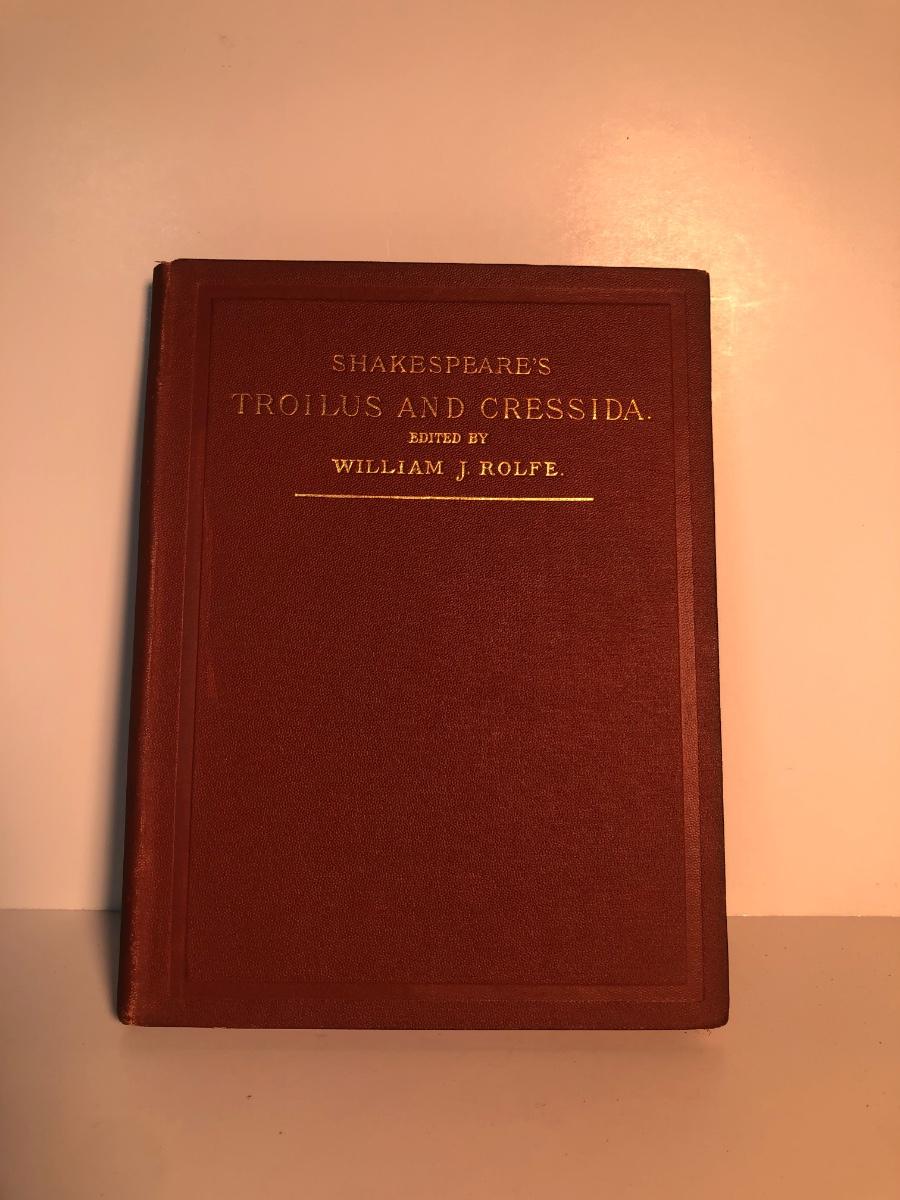 SHAKESPEARE'S
TROILUS AND CRESSIDA.
EDITED BY
WILLIAM J. ROLFE.